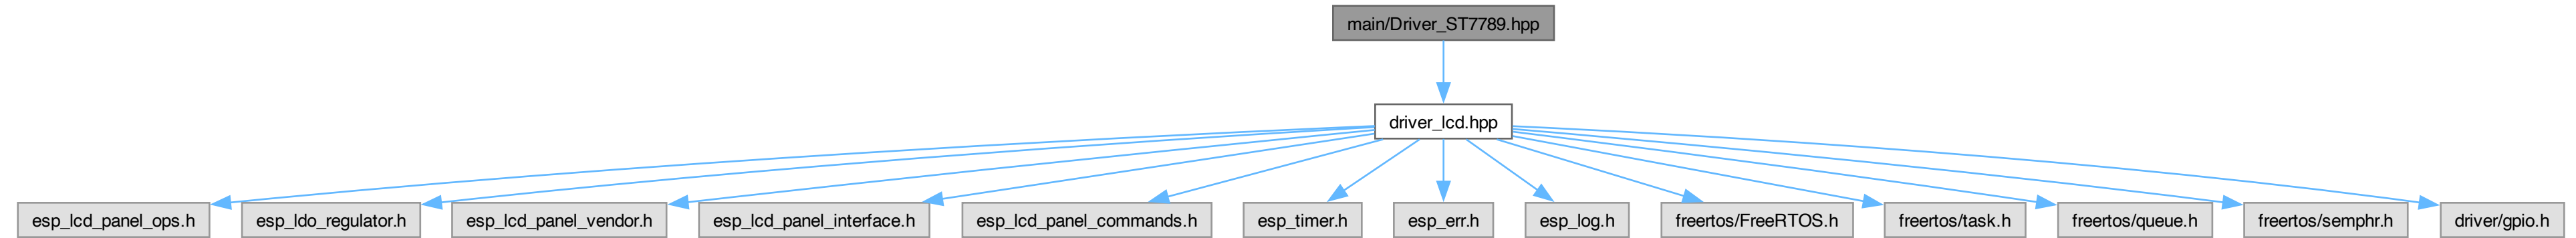 main/Driver_ST7789.hpp
driver_lcd.hpp
esp_lcd_panel_ops.h
esp_ldo_regulator.h
esp_lcd_panel_vendor.h
esp_lcd_panel_interface.h
esp_lcd_panel_commands.h
esp_timer.h
esp_err.h
esp_log.h
freertos/FreeRTOS.h
freertos/task.h
freertos/queue.h
freertos/semphr.h
driver/gpio.h